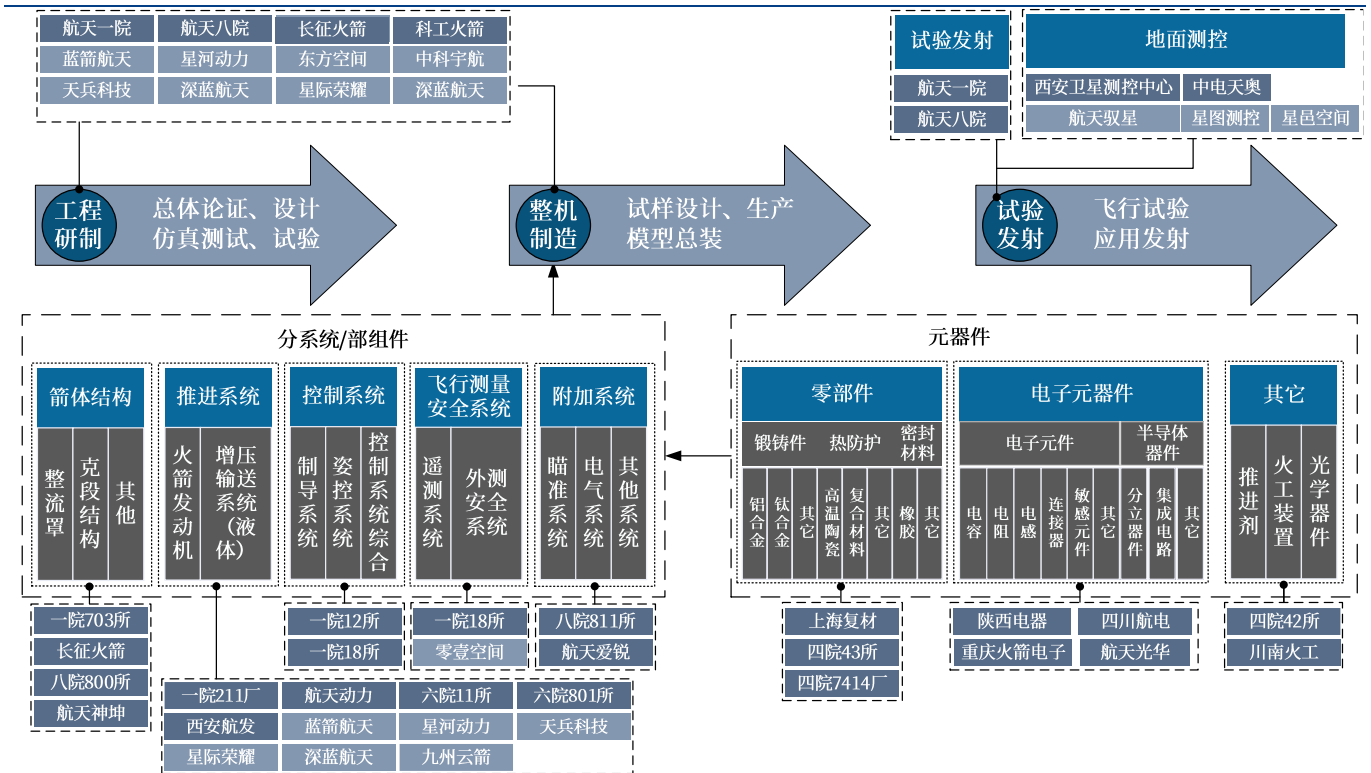 航天一院 航天八院 长征火箭 科工火箭
蓝箭航天 星河动力 东方空间 中科宇航
天兵科技 深蓝航天 星际荣耀 深蓝航天
试验发射
航天一院
航天八院
地面测控
西安卫星测控中心 中电天奥
航天驭星 星图测控 星邑空间
工程
研制
总体论证、设计
仿真测试、试验
整机
制造
试样设计、生产
模型总装
试验
发射
飞行试验
应用发射
分系统/部组件
箭体结构
整流罩
克段结构
其他
推进系统
火箭发动机
增压
输送
系统
（液
体）
控制系统
制导系统
姿控系统
控制系统综合
飞行测量
安全系统
遥测系统
外测
安全
系统
附加系统
瞄准系统
电气系统
其他系统
元器件
零部件
锻铸件
热防护
密封
材料
铝合金
钛合金
其它
高温陶瓷
复合材料
其它
橡胶
其它
电子元器件
电子元件
半导体
器件
电容
电阻
电感
连接器
敏感元件
其它
分立器件
集成电路
其它
其它
推进剂
火工装置
光学器件
一院703所
长征火箭
八院800所
航天神坤
一院211厂 航天动力 六院11所 六院801所
西安航发 蓝箭航天 星河动力 天兵科技
星际荣耀 深蓝航天 九州云箭
一院12所
一院18所
一院18所
零壹空间
八院811所
航天爱锐
上海复材
四院43所
四院7414厂
陕西电器 四川航电
重庆火箭电子 航天光华
四院42所
川南火工